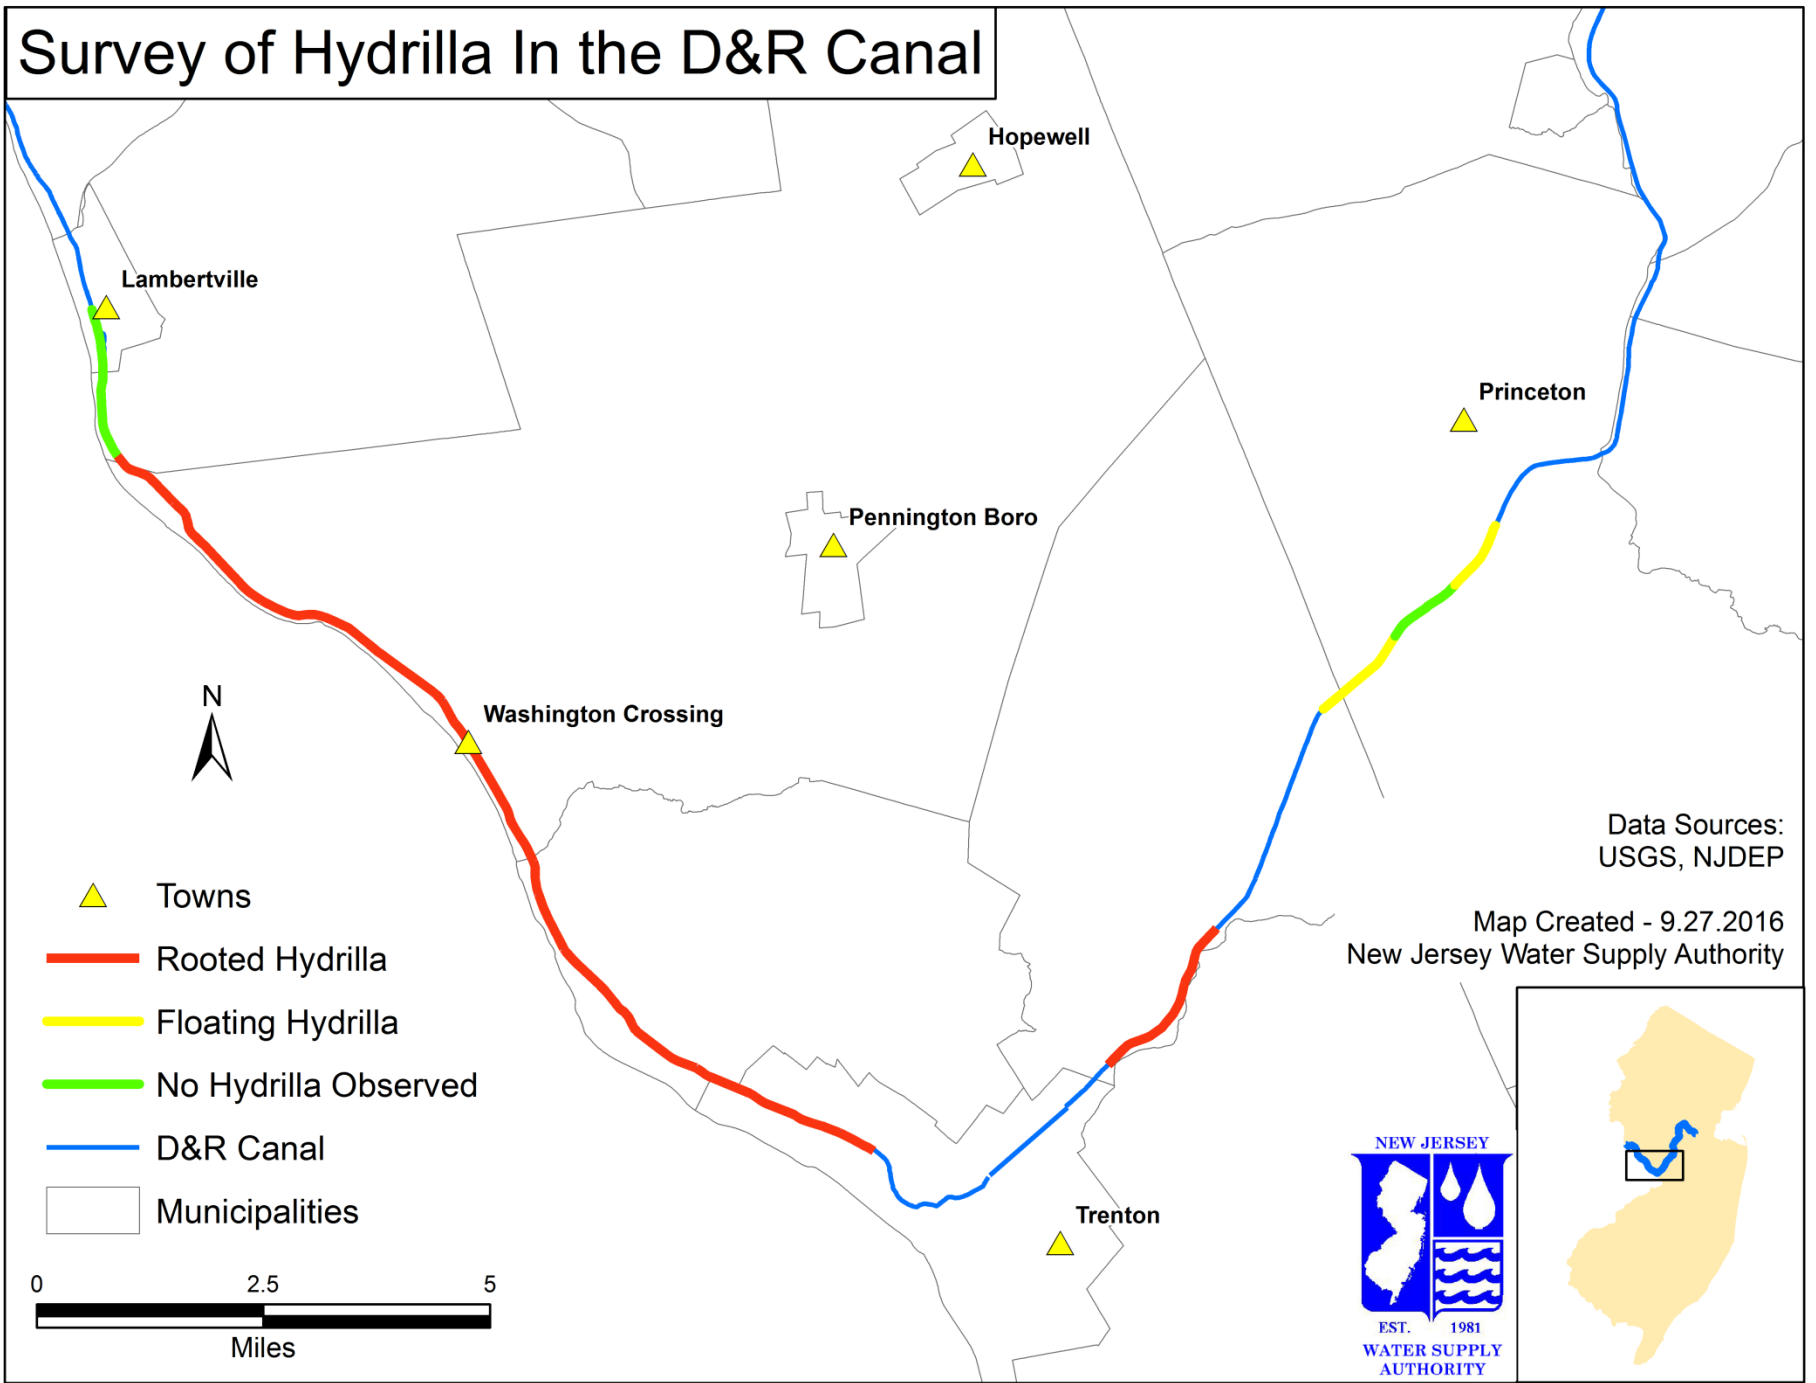 Survey of Hydrilla In the D&R Canal
Hopewell
Lambertville
Princeton
Pennington Boro
N
Washington Crossing
Data Sources:
USGS, NJDEP
Map Created - 9.27.2016
New Jersey Water Supply Authority
Towns
Rooted Hydrilla
Floating Hydrilla
No Hydrilla Observed
D&R Canal
Municipalities
0 2.5 5
Miles
Trenton
NEW JERSEY
EST. 1981
WATER SUPPLY
AUTHORITY